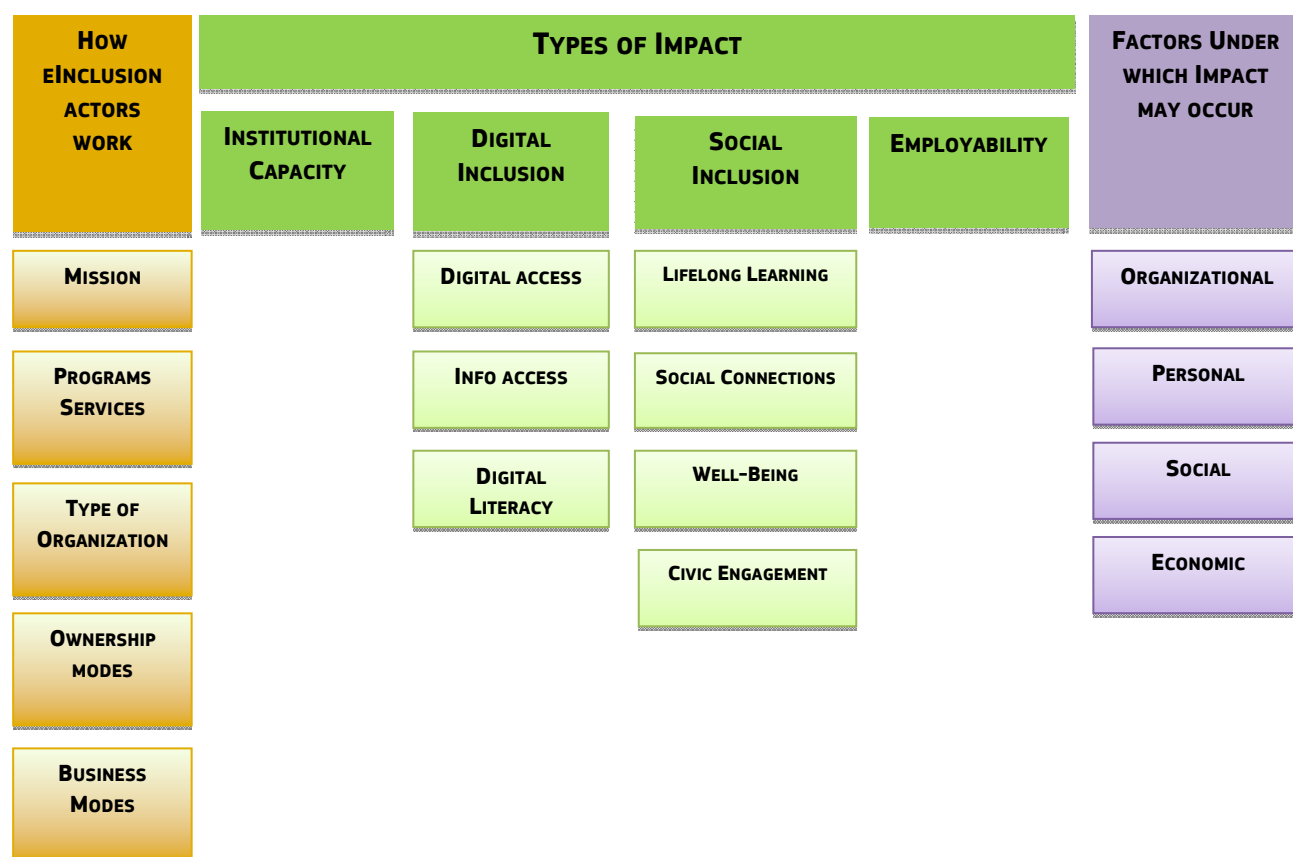 How
eInclusion
actors
work
Types of Impact
Factors Under
which Impact
may occur
Institutional
Capacity
Digital
Inclusion
Social
Inclusion
Employability
Mission
Programs
Services
Type of
Organization
Ownership
modes
Business
Modes
Digital access
Info access
Digital
Literacy
Lifelong Learning
Social Connections
Well-Being
Civic Engagement
Organizational
Personal
Social
Economic